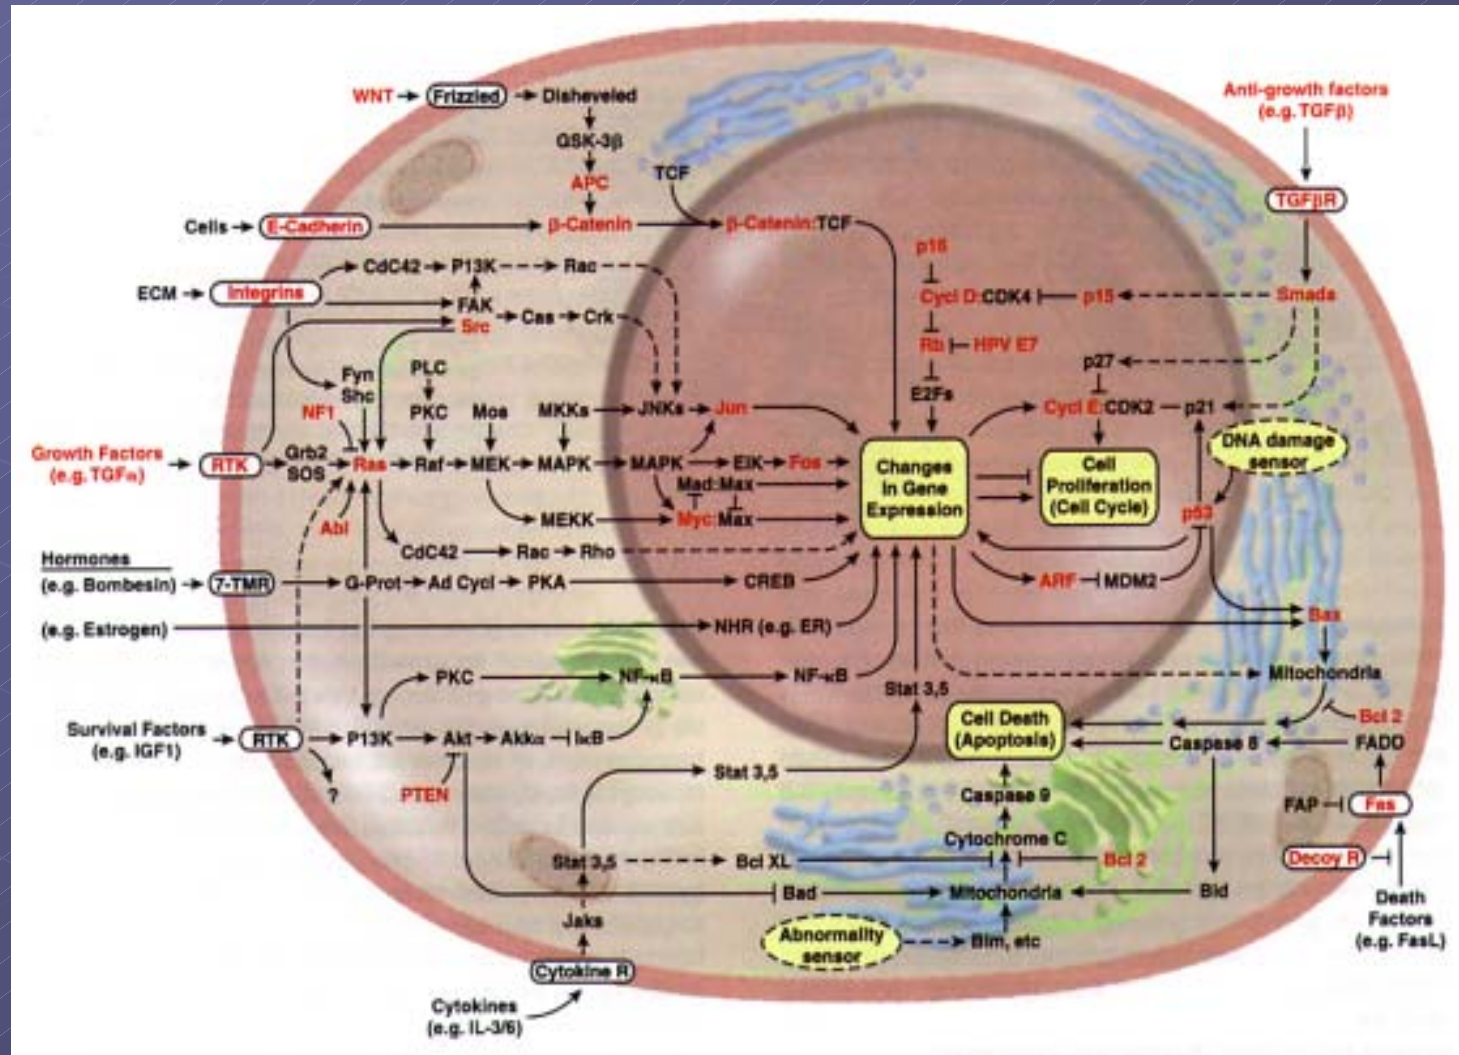 WNT Frizzled Disheveled
GSK-3β
APC
TCF
Cells E-Cadherin β-Catenin β-Catenin:TCF
CdC42 P13K Rac
ECM Integrins
FAK
Src
Cas Crk
Fyn
Shc
PLC
NF1
PKC Mos MKKs JNKs Jun
Growth Factors
(e.g. TGFα)
RTK
Grb2
SOS
Ras Raf MEK MAPK MAPK ElK Fos
Mad:Max
MEKK Myc:Max
Abl
CdC42 Rac Rho
Hormones
(e.g. Bombesin) 7-TMR G-Prot Ad Cycl PKA CREB
(e.g. Estrogen) NHR (e.g. ER)
PKC NF-κB NF-κB
Stat 3,5
Survival Factors
(e.g. IGF1)
RTK P13K Akt Akkα IκB
?
PTEN
Stat 3,5
Stat 3,5 Bcl XL
Bad
Jaks
Cytokine R
Cytokines
(e.g. IL-3/6)
Anti-growth factors
(e.g. TGFβ)
TGFβR
Smads
p16
Cycl D:CDK4 p15
Rb HPV E7
E2Fs
p27
Cycl E:CDK2 p21
DNA damage
sensor
Changes
In Gene
Expression
Cell
Proliferation
(Cell Cycle)
p53
ARF MDM2
Bax
Mitochondria
Bcl 2
Cell Death
(Apoptosis)
Caspase 8 FADD
FAP Fas
Decoy R
Death
Factors
(e.g. FasL)
Caspase 9
Cytochrome C
Bcl 2
Mitochondria
Bid
Abnormality
sensor
Bim, etc